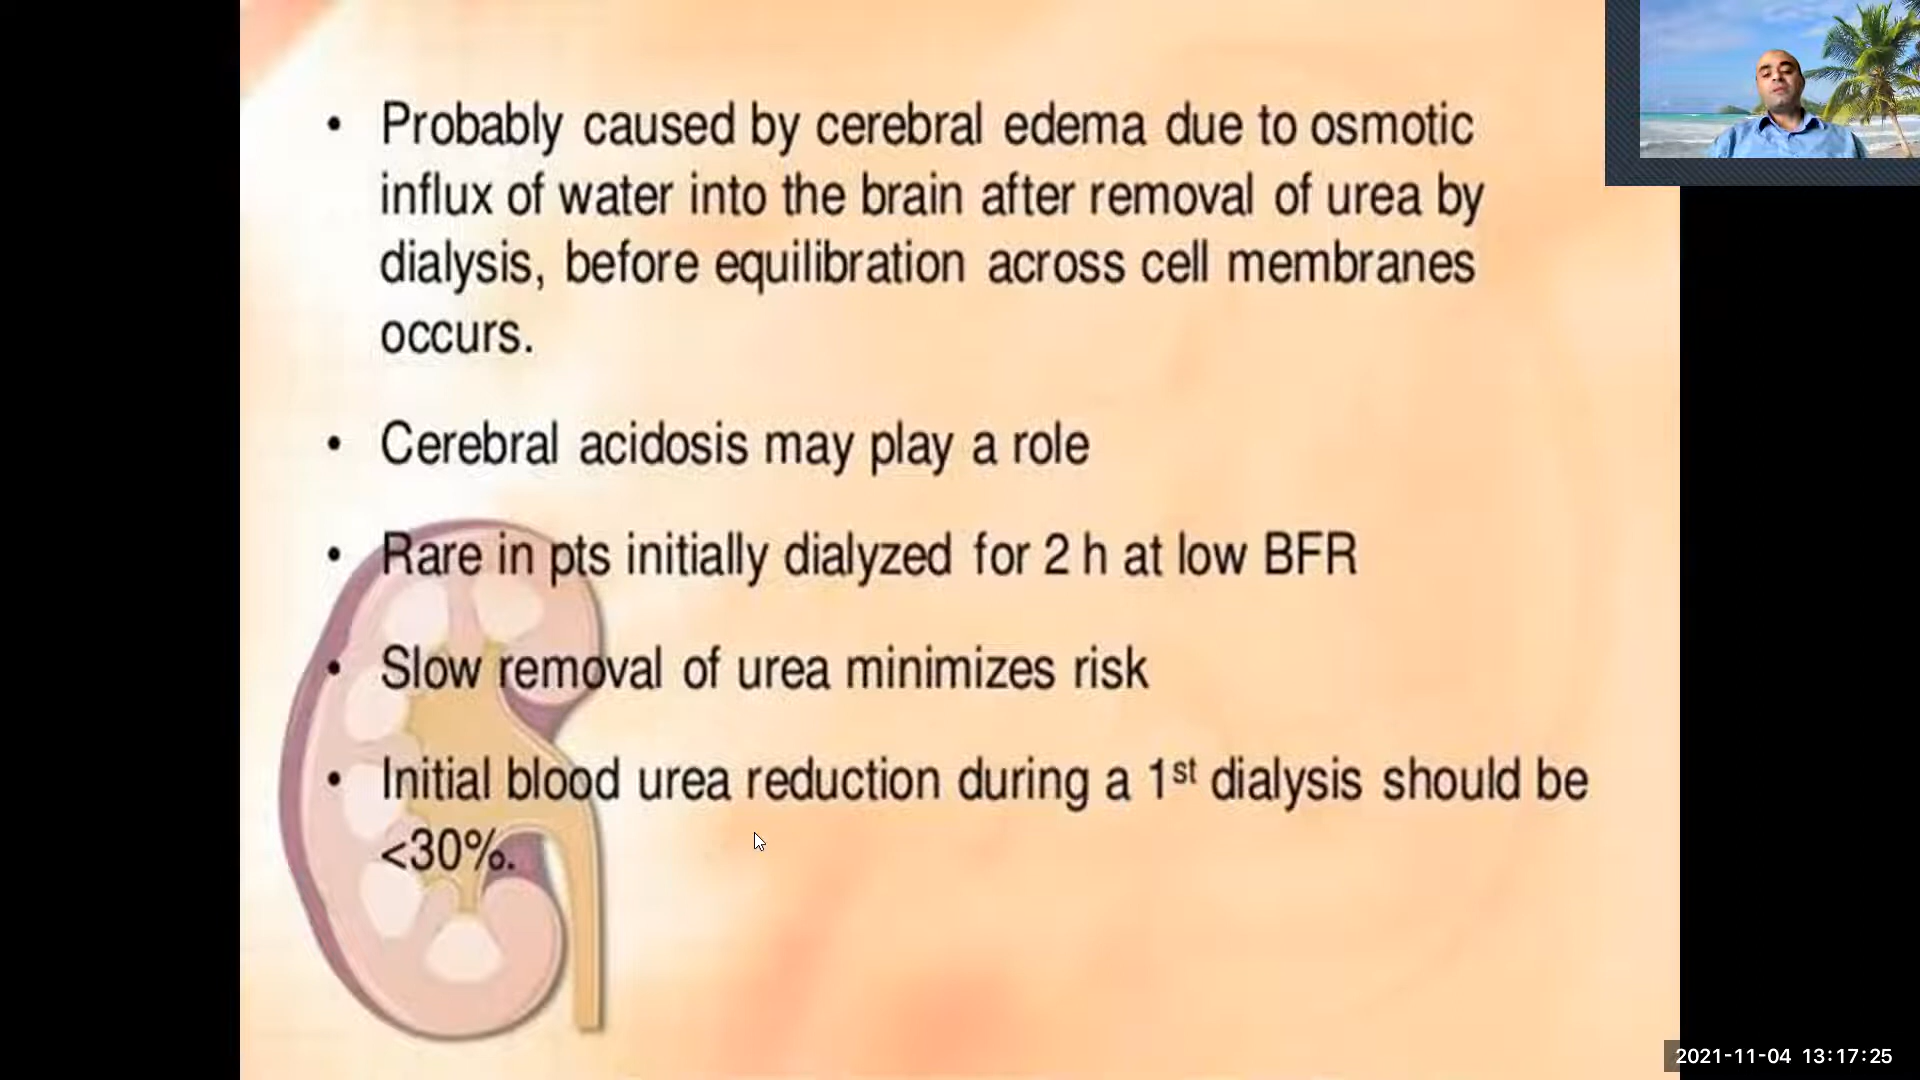 • Probably caused by cerebral edema due to osmotic
influx of water into the brain after removal of urea by
dialysis, before equilibration across cell membranes
occurs.
• Cerebral acidosis may play a role
• Rare in pts initially dialyzed for 2 h at low BFR
• Slow removal of urea minimizes risk
• Initial blood urea reduction during a 1st dialysis should be
<30%.
2021-11-04 13:17:25